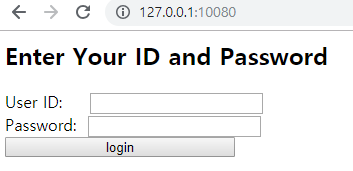 127.0.0.1:10080
Enter Your ID and Password
User ID:
Password:
login